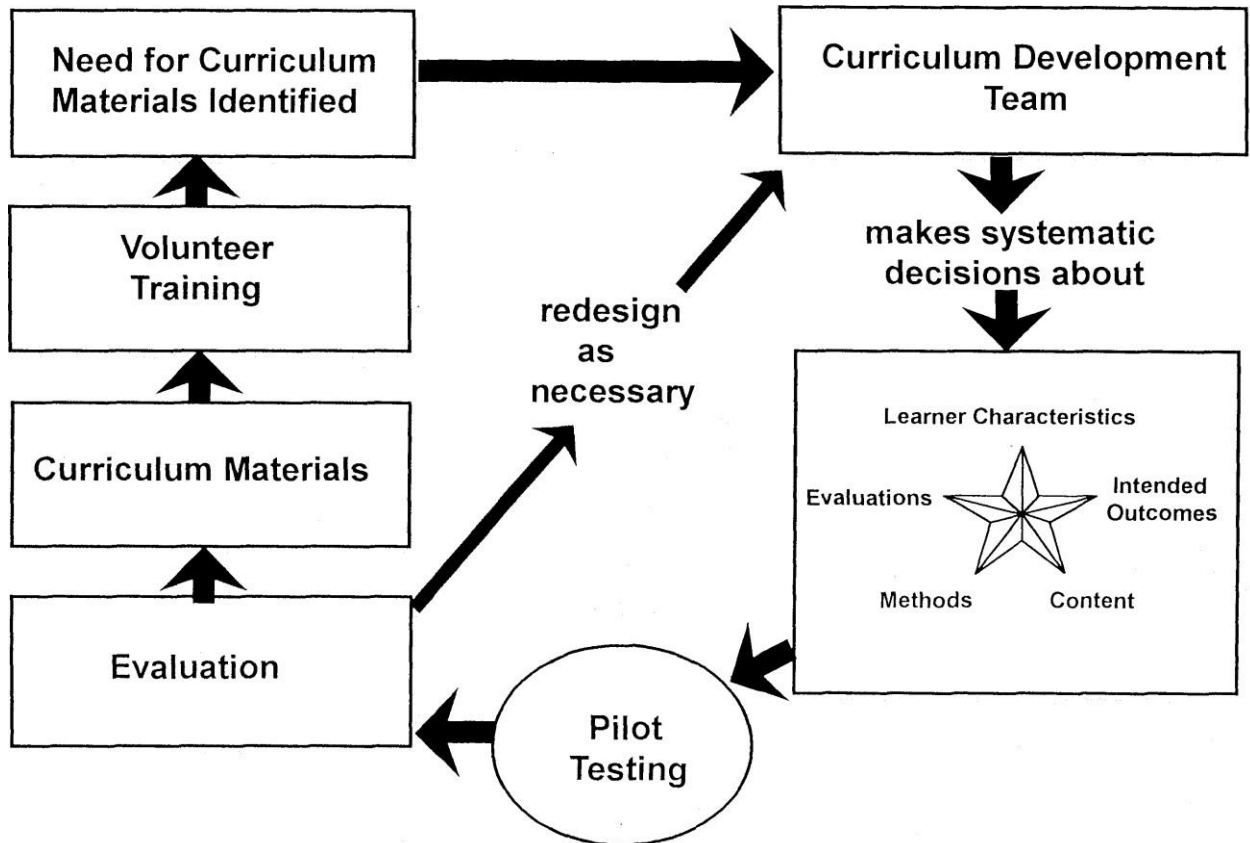 Need for Curriculum
Materials Identified
Curriculum Development
Team
makes systematic
decisions about
Learner Characteristics
Evaluations
Intended
Outcomes
Methods
Content
Pilot
Testing
Evaluation
redesign
as
necessary
Curriculum Materials
Volunteer
Training